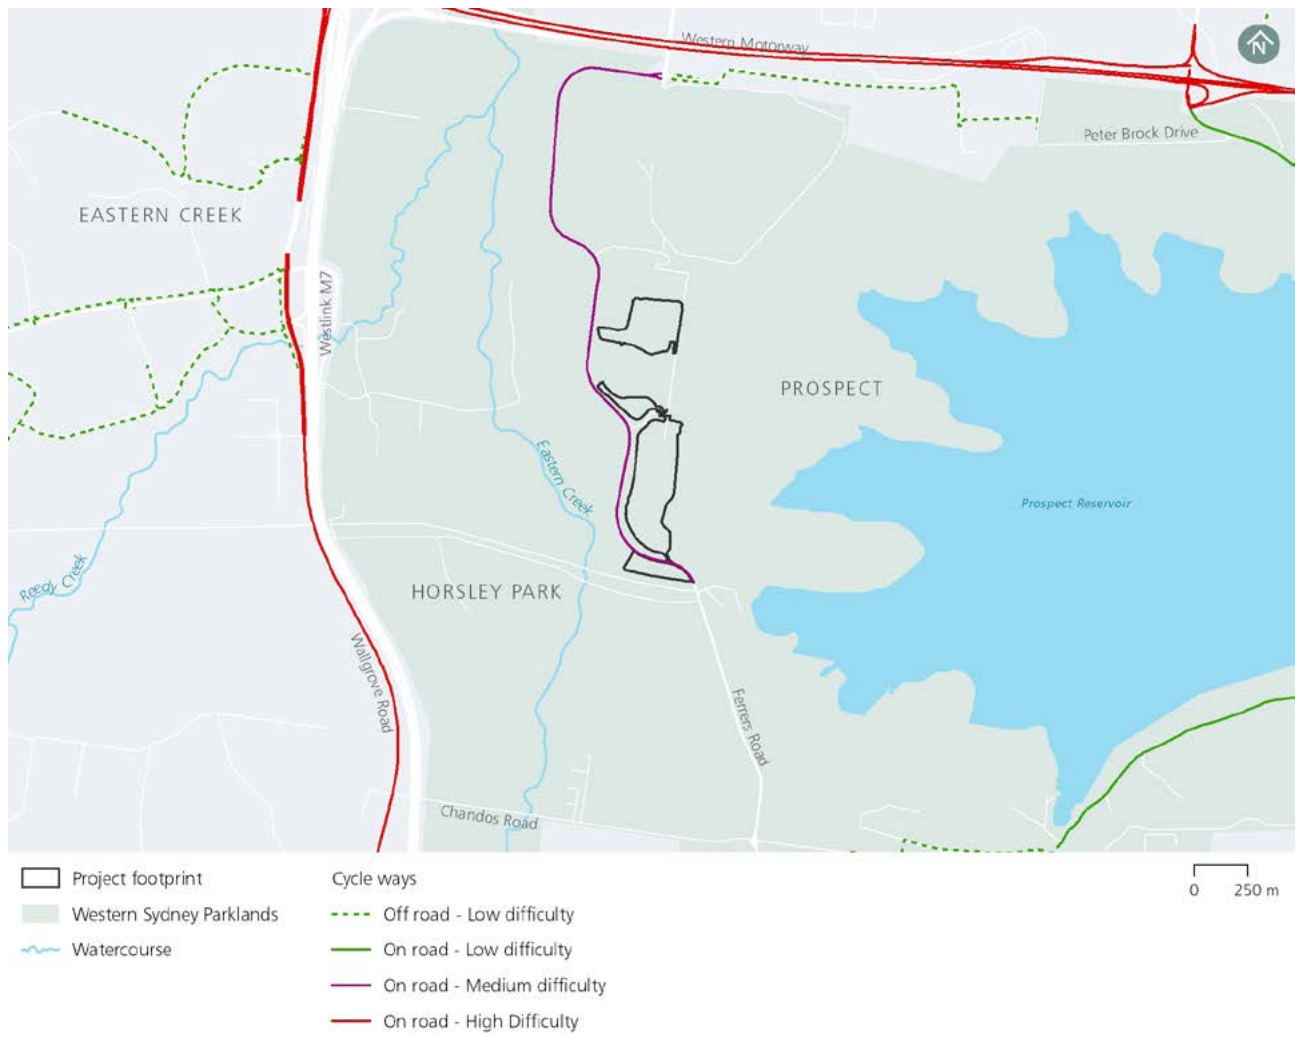 Western Motorway
N
Peter Brock Drive
EASTERN CREEK
Westlink M7
PROSPECT
Eastern Creek
Prospect Reservoir
Reedy Creek
HORSLEY PARK
Wallgrove Road
Ferrers Road
Chandos Road
Project footprint
Western Sydney Parklands
Watercourse
Cycle ways
Off road - Low difficulty
On road - Low difficulty
On road - Medium difficulty
On road - High Difficulty
0 250 m